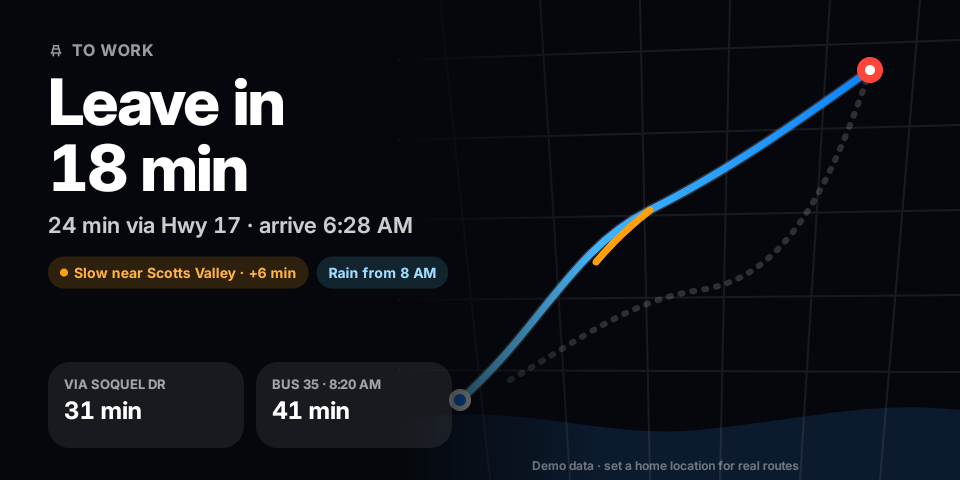 TO WORK
Leave in
18 min
24 min via Hwy 17 · arrive 6:28 AM
Slow near Scotts Valley · +6 min
Rain from 8 AM
VIA SOQUEL DR
31 min
BUS 35 · 8:20 AM
41 min
Demo data · set a home location for real routes